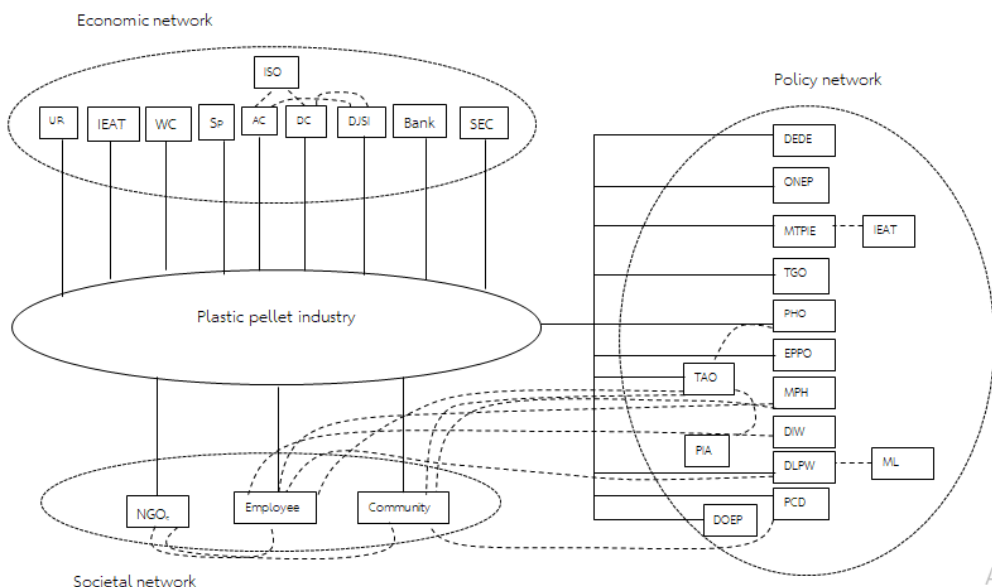 Economic network
ISO
UR
IEAT
WC
SP
AC
DC
DJSI
Bank
SEC
Policy network
DEDE
ONEP
MTPIE
IEAT
TGO
Plastic pellet industry
PHO
EPPO
TAO
MPH
DIW
PIA
DLPW
ML
NGOs
Employee
Community
PCD
DOEP
Societal network